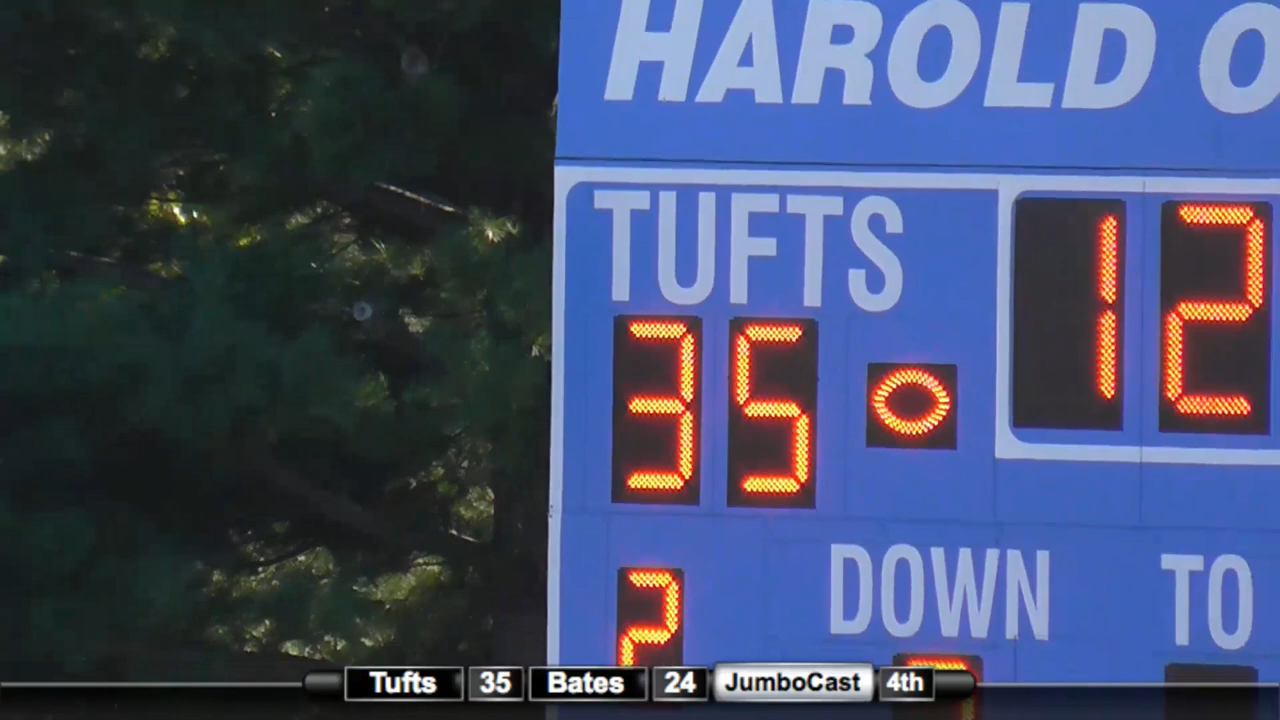 HAROLD O
TUFTS
12
35
2
DOWN
TO
Tufts 35 Bates 24 JumboCast 4th